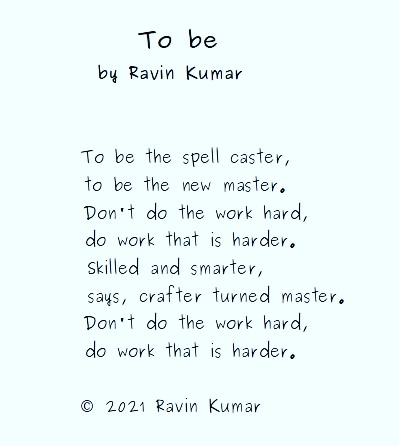 To be
by Ravin Kumar
To be the spell caster,
to be the new master.
Don't do the work hard,
do work that is harder.
Skilled and smarter,
says, crafter turned master.
Don't do the work hard,
do work that is harder.
© 2021 Ravin Kumar